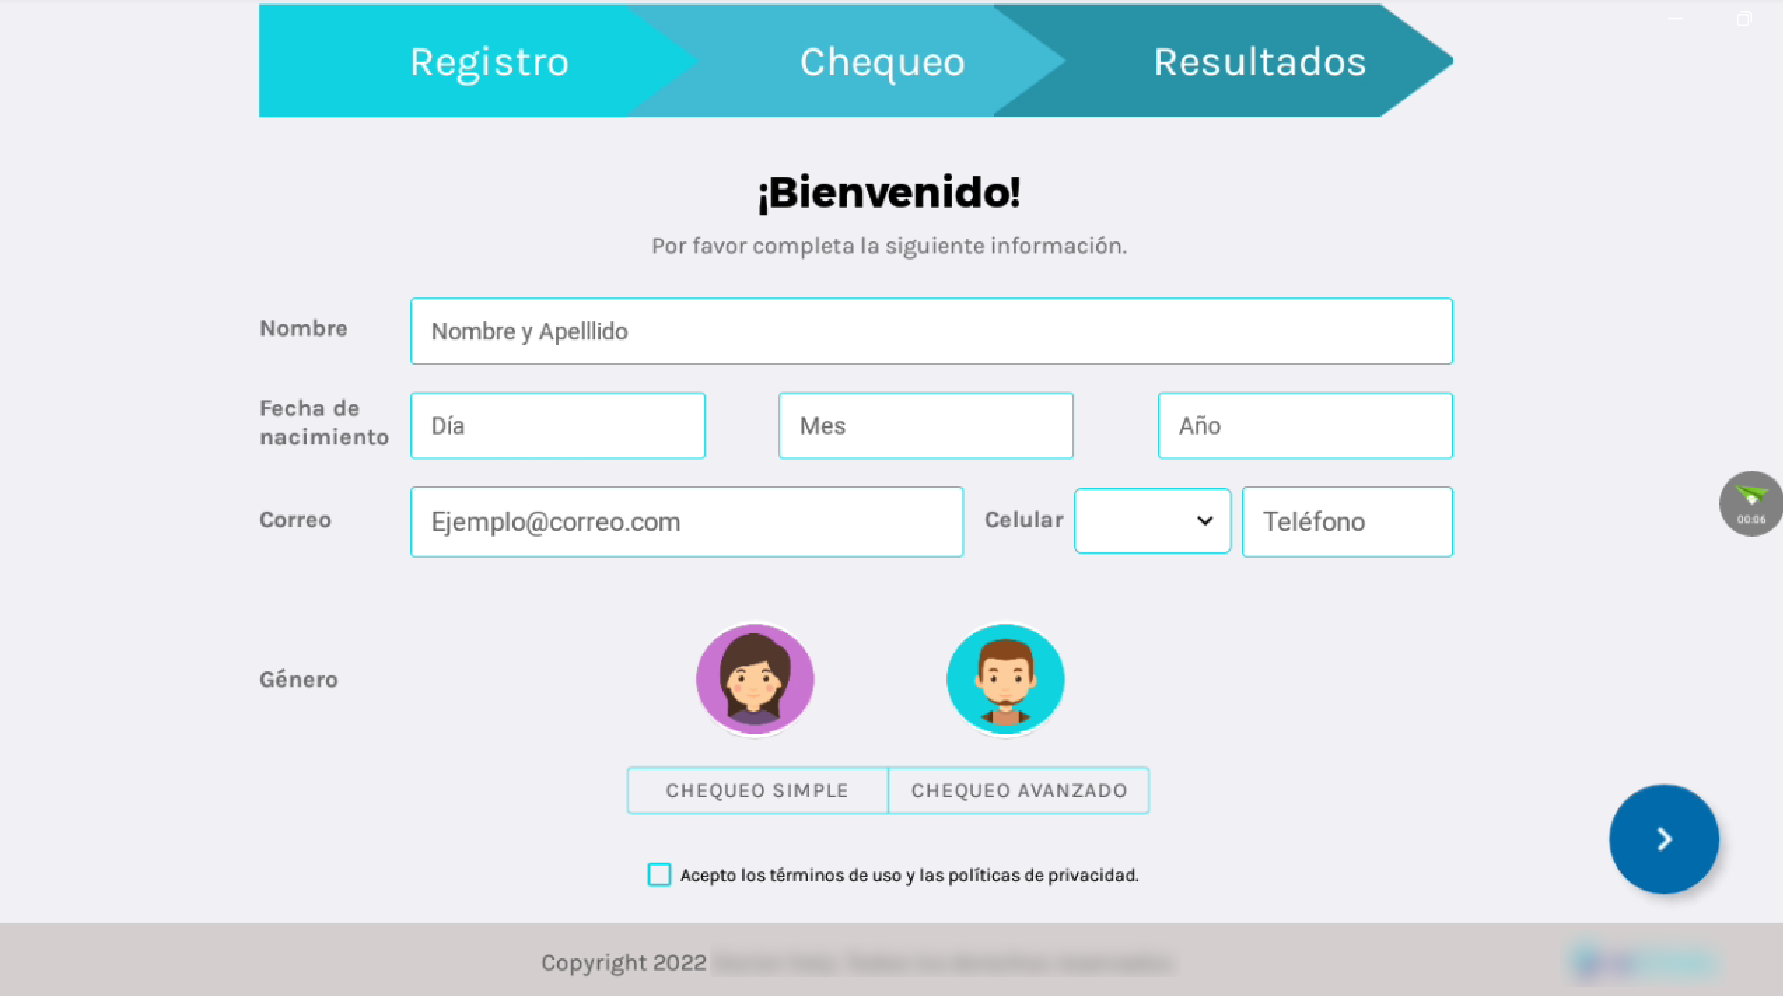 Registro
Chequeo
Resultados
¡Bienvenido!
Por favor completa la siguiente información.
Nombre
Nombre y Apelllido
Fecha de
nacimiento
Día
Mes
Año
Correo
Ejemplo@correo.com
Celular
Teléfono
00:06
Género
CHEQUEO SIMPLE
CHEQUEO AVANZADO
Acepto los términos de uso y las políticas de privacidad.
Copyright 2022